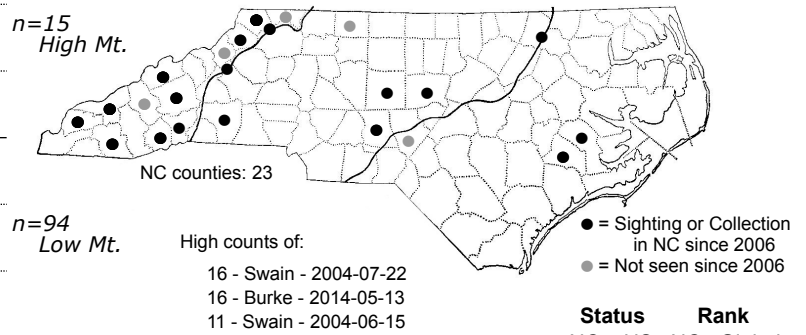 n=15
High Mt.
NC counties: 23
n=94
Low Mt.
High counts of:
16 - Swain - 2004-07-22
16 - Burke - 2014-05-13
11 - Swain - 2004-06-15
= Sighting or Collection
in NC since 2006
= Not seen since 2006
Status Rank